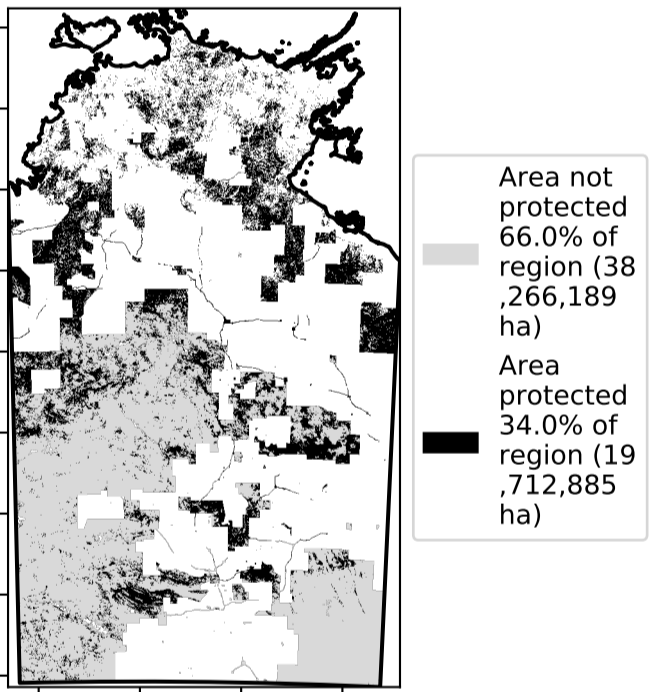 Area not
protected
66.0% of
region (38
,266,189
ha)
Area
protected
34.0% of
region (19
,712,885
ha)